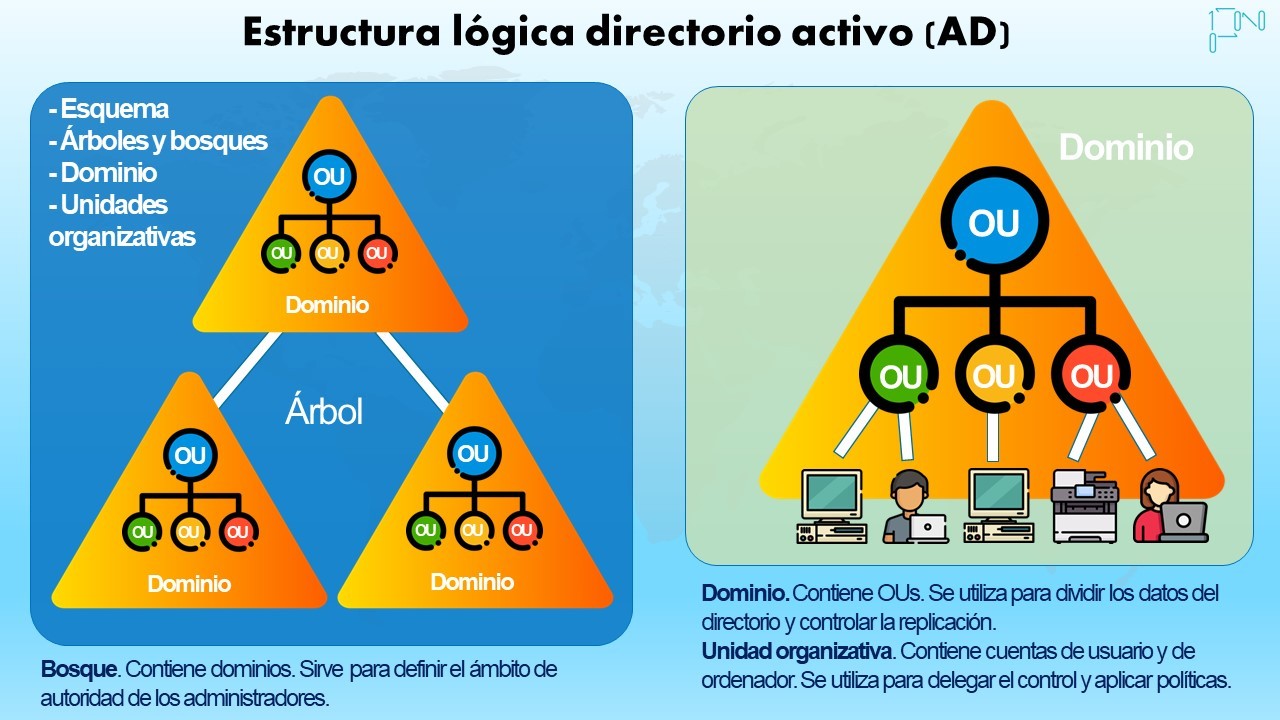 Estructura lógica directorio activo (AD)
- Esquema
- Árboles y bosques
- Dominio
- Unidades
organizativas
OU
OU OU OU
Dominio
Árbol
OU
OU OU OU
Dominio
OU
OU OU OU
Dominio
Bosque. Contiene dominios. Sirve para definir el ámbito de
autoridad de los administradores.
Dominio
OU
OU OU OU
Dominio. Contiene OUs. Se utiliza para dividir los datos del
directorio y controlar la replicación.
Unidad organizativa. Contiene cuentas de usuario y de
ordenador. Se utiliza para delegar el control y aplicar políticas.